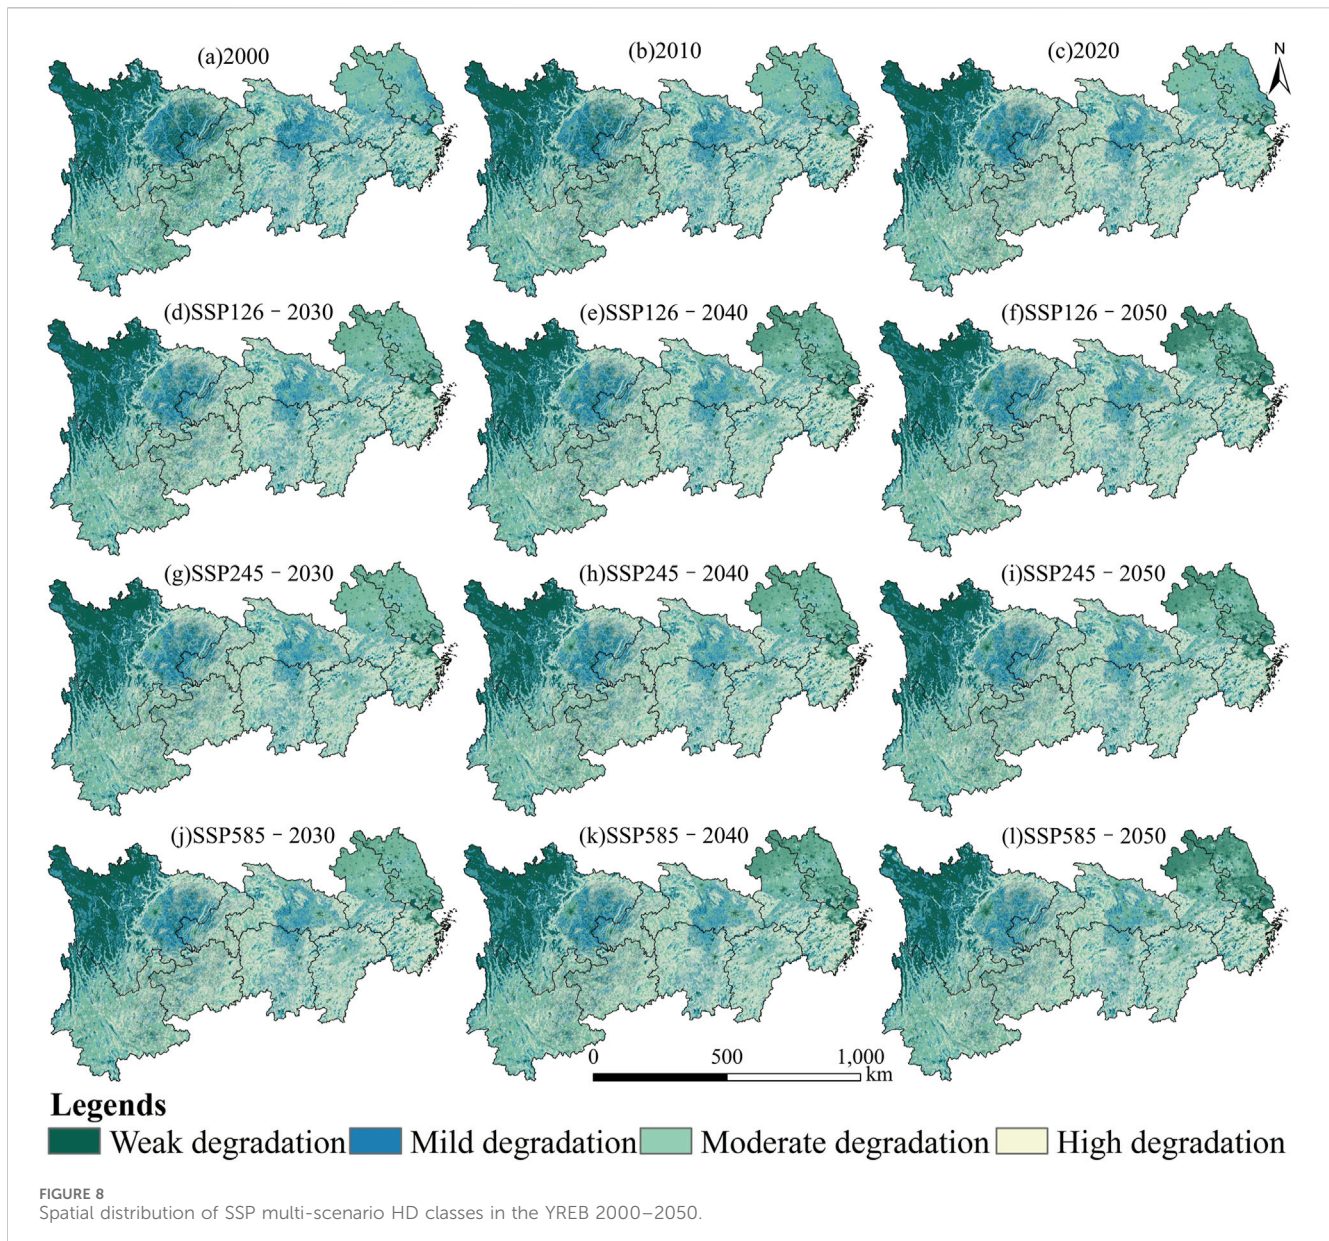 (a)2000
(b)2010
(c)2020
N
(d)SSP126 - 2030
(e)SSP126 - 2040
(f)SSP126 - 2050
(g)SSP245 - 2030
(h)SSP245 - 2040
(i)SSP245 - 2050
(j)SSP585 - 2030
(k)SSP585 - 2040
(l)SSP585 - 2050
0 500 1,000
km
Legends
Weak degradation Mild degradation Moderate degradation High degradation
FIGURE 8
Spatial distribution of SSP multi-scenario HD classes in the YREB 2000–2050.